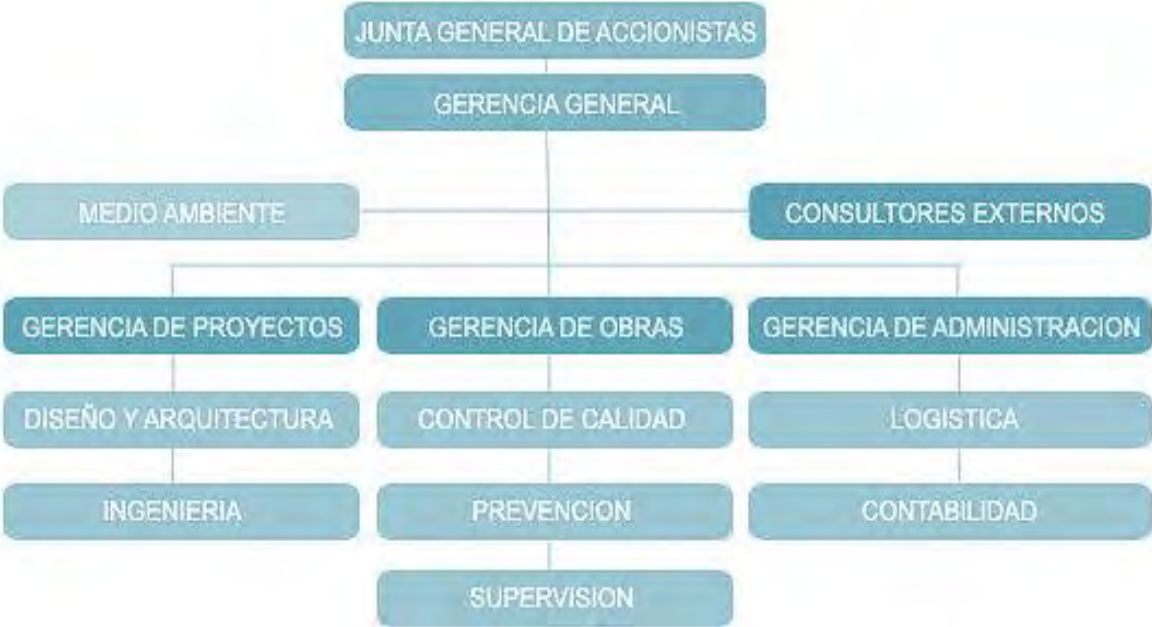 JUNTA GENERAL DE ACCIONISTAS
GERENCIA GENERAL
MEDIO AMBIENTE
CONSULTORES EXTERNOS
GERENCIA DE PROYECTOS
GERENCIA DE OBRAS
GERENCIA DE ADMINISTRACION
DISEÑO Y ARQUITECTURA
CONTROL DE CALIDAD
LOGISTICA
INGENIERIA
PREVENCION
CONTABILIDAD
SUPERVISION